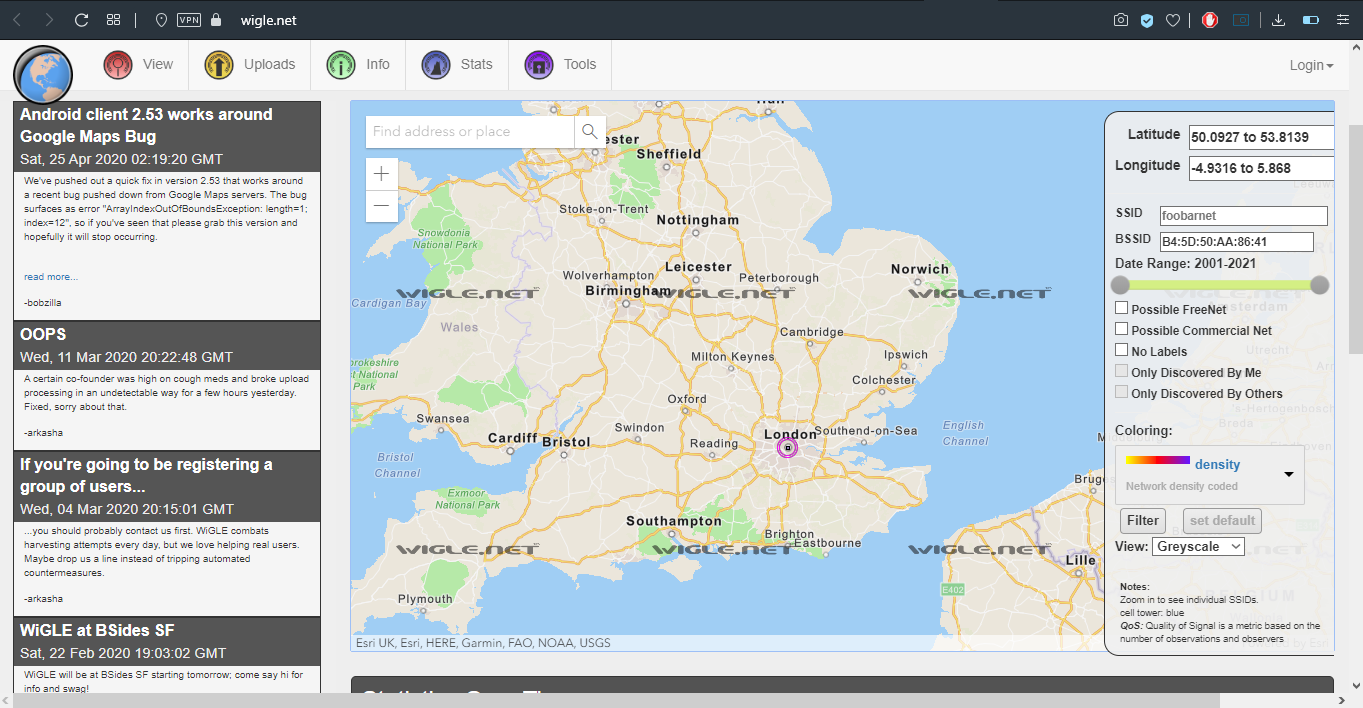 VPN
wigle.net
View
Uploads
Info
Stats
Tools
Login
Android client 2.53 works around
Google Maps Bug
Sat, 25 Apr 2020 02:19:20 GMT
We've pushed out a quick fix in version 2.53 that works around
a recent bug pushed down from Google Maps servers. The bug
surfaces as error "ArrayIndexOutOfBoundsException: length=1;
index=12", so if you've seen that please grab this version and
hopefully it will stop occurring.
read more...
-bobzilla
OOPS
Wed, 11 Mar 2020 20:22:48 GMT
A certain co-founder was high on cough meds and broke upload
processing in an undetectable way for a few hours yesterday.
Fixed, sorry about that.
-arkasha
If you're going to be registering a
group of users...
Wed, 04 Mar 2020 20:15:01 GMT
...you should probably contact us first. WiGLE combats
harvesting attempts every day, but we love helping real users.
Maybe drop us a line instead of tripping automated
countermeasures.
-arkasha
WiGLE at BSides SF
Sat, 22 Feb 2020 19:03:02 GMT
WiGLE will be at BSides SF starting tomorrow; come say hi for
info and swag!
Find address or place
+
−
Sheffield
Stoke-on-Trent
Nottingham
Snowdonia
National Park
Leicester
Wolverhampton
Peterborough
Norwich
Birmingham
WIGLE.NET
WIGLE.NET
WIGLE.NET
Cardigan Bay
Wales
Cambridge
Milton Keynes
Ipswich
Colchester
Oxford
Swansea
Swindon
Cardiff
Bristol
Reading
London
Southend-on-Sea
English
Channel
Bristol
Channel
Exmoor
National Park
Southampton
Brighton
Eastbourne
WIGLE.NET
WIGLE.NET
WIGLE.NET
Plymouth
Lille
E402
Esri UK, Esri, HERE, Garmin, FAO, NOAA, USGS
Latitude 50.0927 to 53.8139
Longitude -4.9316 to 5.868
SSID foobarnet
BSSID B4:5D:50:AA:86:41
Date Range: 2001-2021
Possible FreeNet
Possible Commercial Net
No Labels
Only Discovered By Me
Only Discovered By Others
Coloring:
density
Network density coded
Filter set default
View: Greyscale
Notes:
Zoom in to see individual SSIDs.
cell tower: blue
QoS: Quality of Signal is a metric based on the
number of observations and observers